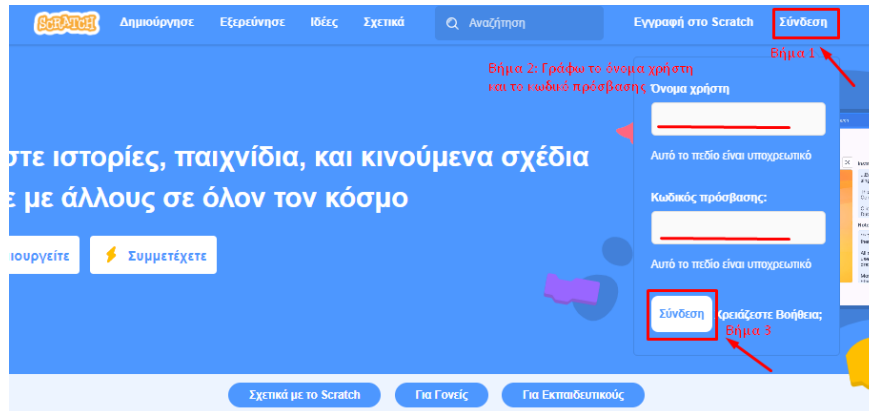 SCRATCH Δημιούργησε Εξερεύνησε Ιδέες Σχετικά Αναζήτηση Εγγραφή στο Scratch Σύνδεση
Βήμα 1
Βήμα 2: Γράφω το όνομα χρήστη
και το κωδικό πρόσβασης
Όνομα χρήστη
Αυτό το πεδίο είναι υποχρεωτικό
στε ιστορίες, παιχνίδια, και κινούμενα σχέδια
ε με άλλους σε όλον τον κόσμο
Κωδικός πρόσβασης:
Αυτό το πεδίο είναι υποχρεωτικό
ιουργείτε Συμμετέχετε
Σύνδεση Χρειάζεστε Βοήθεια;
Βήμα 3
Σχετικά με το Scratch Για Γονείς Για Εκπαιδευτικούς